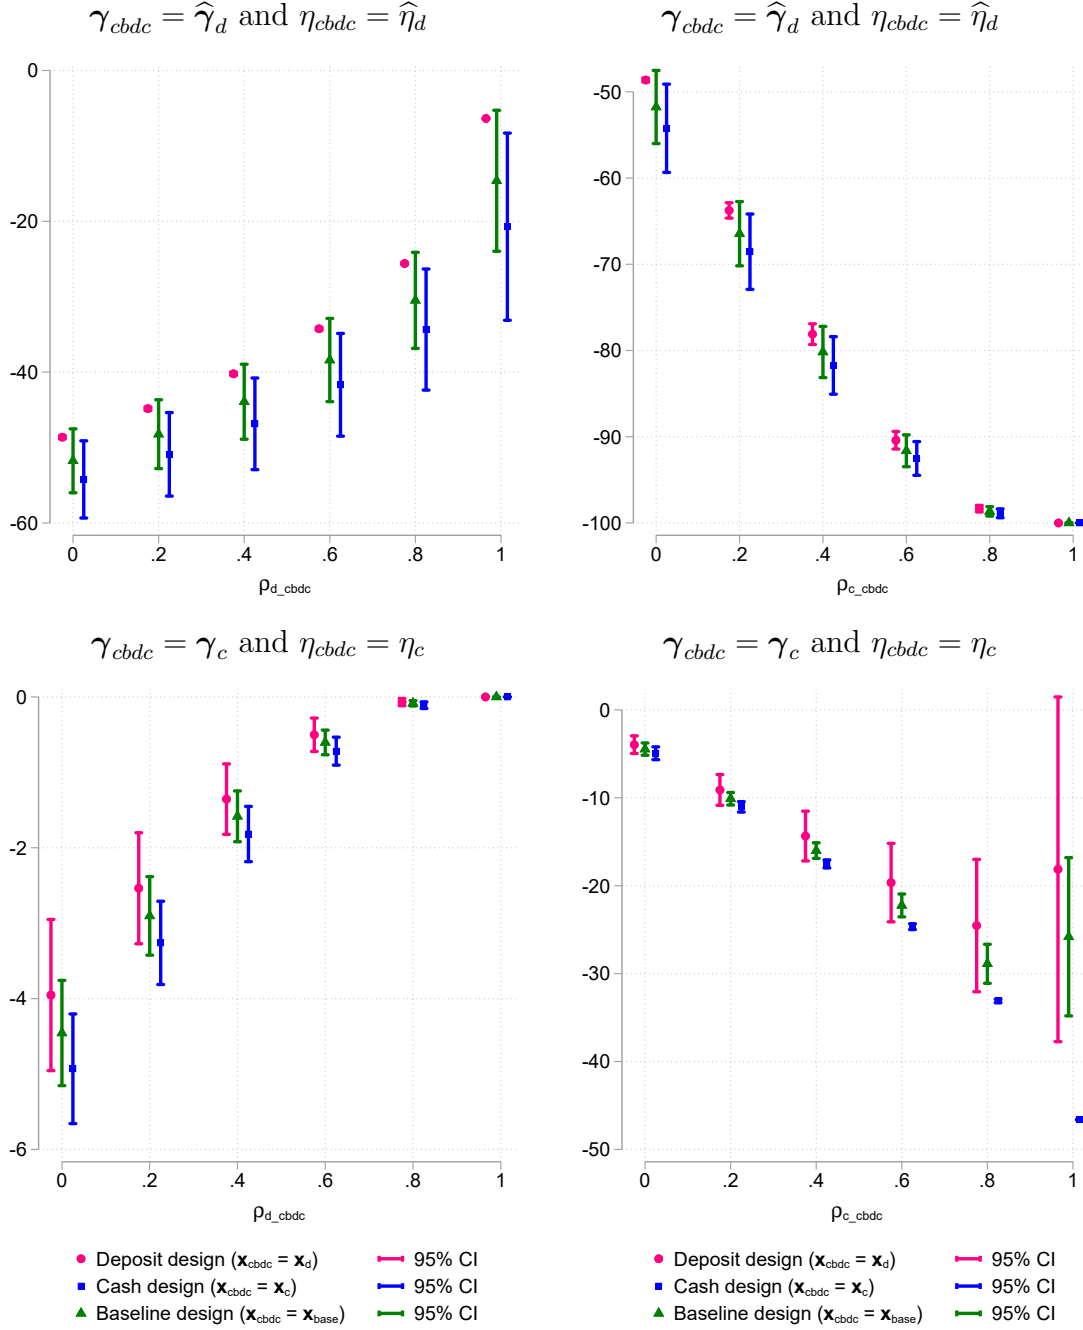 γcbdc = γ̂d and ηcbdc = η̂d
0
-20
-40
-60
0 .2 .4 .6 .8 1
ρd_cbdc
γcbdc = γ̂d and ηcbdc = η̂d
-50
-60
-70
-80
-90
-100
0 .2 .4 .6 .8 1
ρc_cbdc
γcbdc = γc and ηcbdc = ηc
0
-2
-4
-6
0 .2 .4 .6 .8 1
ρd_cbdc
γcbdc = γc and ηcbdc = ηc
0
-10
-20
-30
-40
-50
0 .2 .4 .6 .8 1
ρc_cbdc
Deposit design (xcbdc = xd) 95% CI
Cash design (xcbdc = xc) 95% CI
Baseline design (xcbdc = xbase) 95% CI
Deposit design (xcbdc = xd) 95% CI
Cash design (xcbdc = xc) 95% CI
Baseline design (xcbdc = xbase) 95% CI